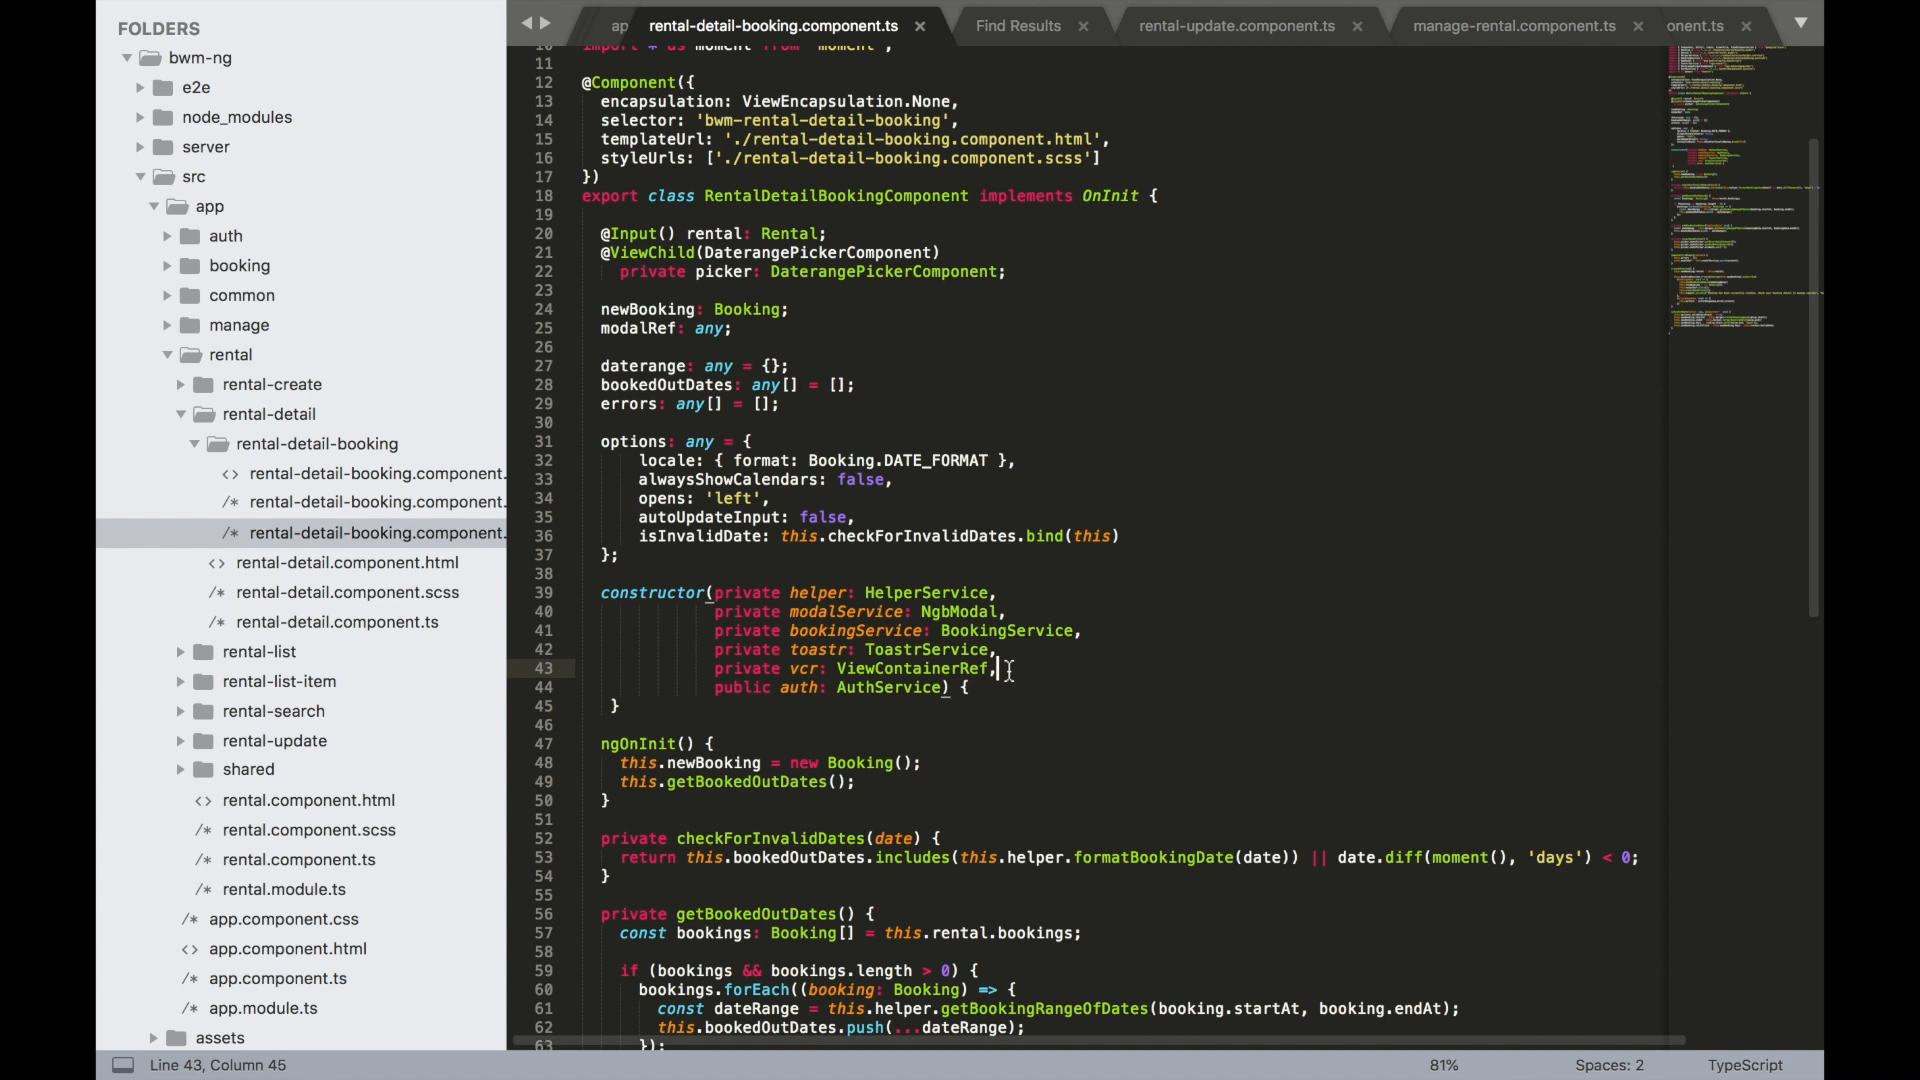 FOLDERS
bwm-ng
e2e
node_modules
server
src
app
auth
booking
common
manage
rental
rental-create
rental-detail
rental-detail-booking
<> rental-detail-booking.component.
/* rental-detail-booking.component.
/* rental-detail-booking.component.
<> rental-detail.component.html
/* rental-detail.component.scss
/* rental-detail.component.ts
rental-list
rental-list-item
rental-search
rental-update
shared
<> rental.component.html
/* rental.component.scss
/* rental.component.ts
/* rental.module.ts
/* app.component.css
<> app.component.html
/* app.component.ts
/* app.module.ts
assets
ap
rental-detail-booking.component.ts ×
Find Results ×
rental-update.component.ts ×
manage-rental.component.ts ×
onent.ts ×
10 import * as moment from 'moment';
11
12 @Component({
13 encapsulation: ViewEncapsulation.None,
14 selector: 'bwm-rental-detail-booking',
15 templateUrl: './rental-detail-booking.component.html',
16 styleUrls: ['./rental-detail-booking.component.scss']
17 })
18 export class RentalDetailBookingComponent implements OnInit {
19
20 @Input() rental: Rental;
21 @ViewChild(DaterangePickerComponent)
22 private picker: DaterangePickerComponent;
23
24 newBooking: Booking;
25 modalRef: any;
26
27 daterange: any = {};
28 bookedOutDates: any[] = [];
29 errors: any[] = [];
30
31 options: any = {
32 locale: { format: Booking.DATE_FORMAT },
33 alwaysShowCalendars: false,
34 opens: 'left',
35 autoUpdateInput: false,
36 isInvalidDate: this.checkForInvalidDates.bind(this)
37 };
38
39 constructor(private helper: HelperService,
40 private modalService: NgbModal,
41 private bookingService: BookingService,
42 private toastr: ToastrService,
43 private vcr: ViewContainerRef,
44 public auth: AuthService) {
45 }
46
47 ngOnInit() {
48 this.newBooking = new Booking();
49 this.getBookedOutDates();
50 }
51
52 private checkForInvalidDates(date) {
53 return this.bookedOutDates.includes(this.helper.formatBookingDate(date)) || date.diff(moment(), 'days') < 0;
54 }
55
56 private getBookedOutDates() {
57 const bookings: Booking[] = this.rental.bookings;
58
59 if (bookings && bookings.length > 0) {
60 bookings.forEach((booking: Booking) => {
61 const dateRange = this.helper.getBookingRangeOfDates(booking.startAt, booking.endAt);
62 this.bookedOutDates.push(...dateRange);
63 });
Line 43, Column 45
81%
Spaces: 2
TypeScript